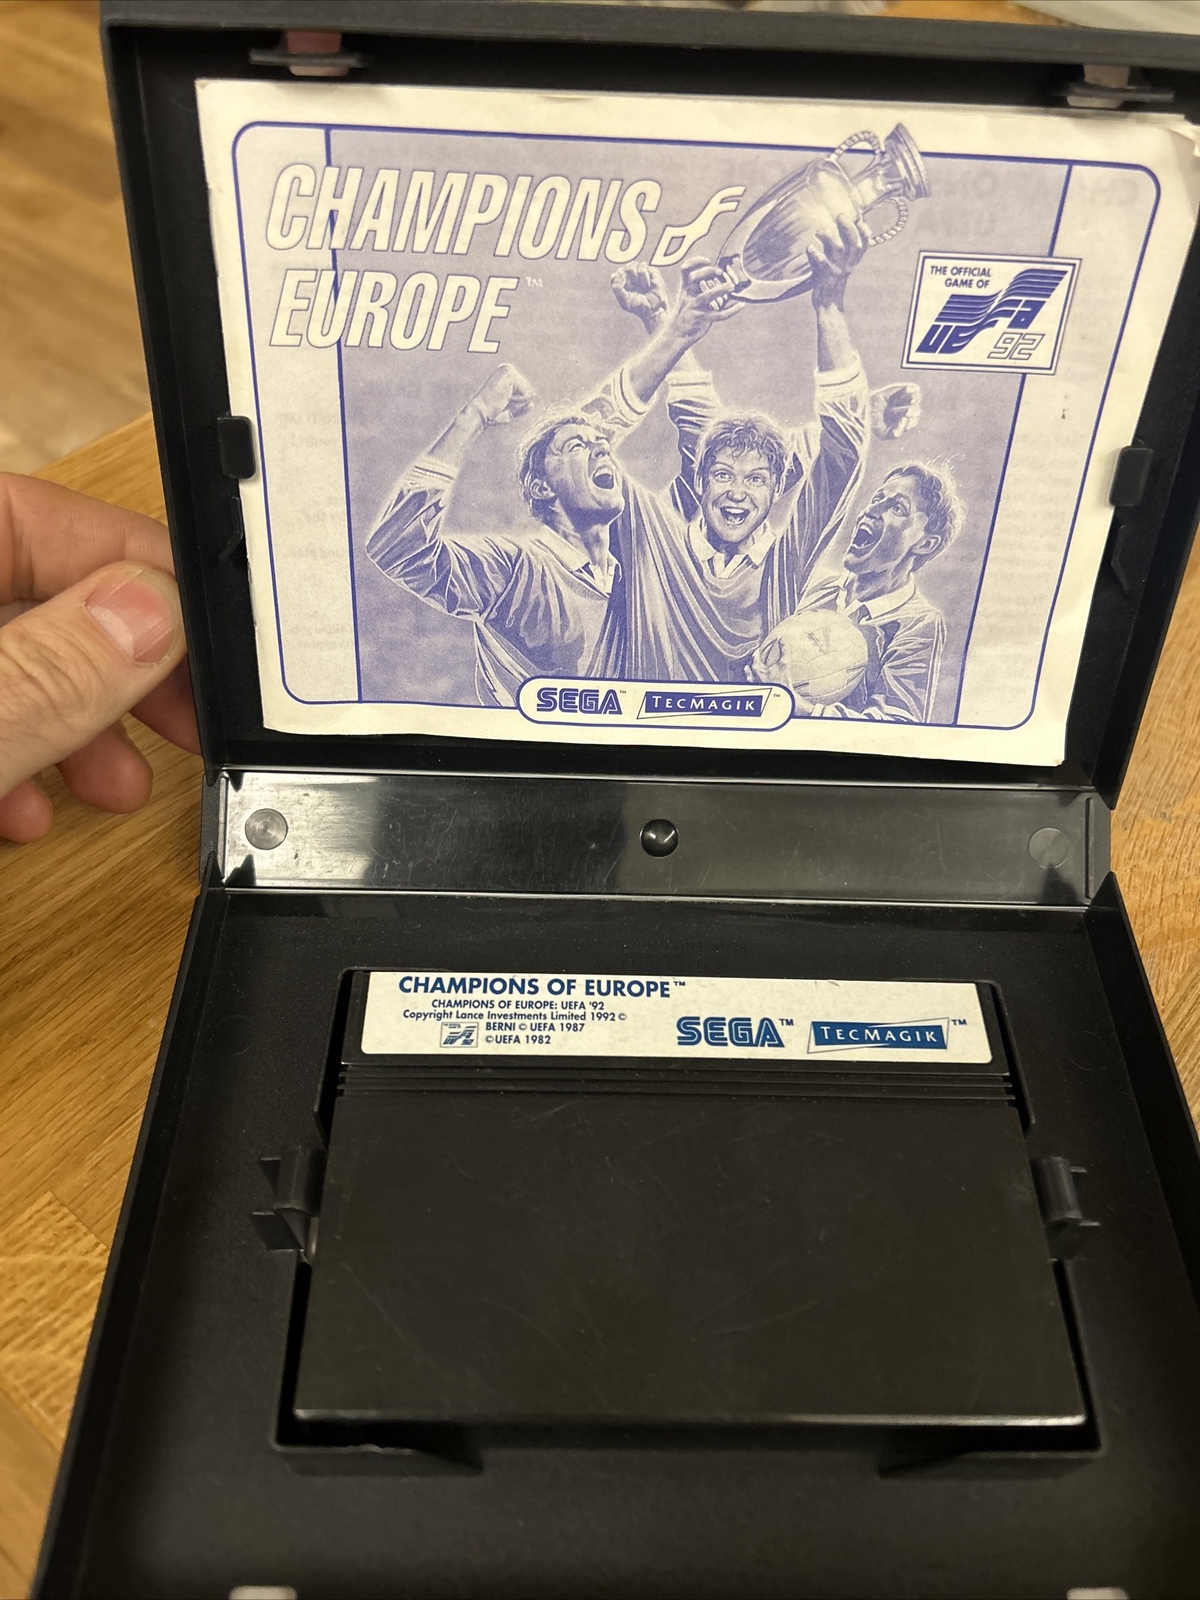 CHAMPIONS of
EUROPE™
THE OFFICIAL
GAME OF
UEFA
92
SEGA™ TECMAGIK™
CHAMPIONS OF EUROPE™
CHAMPIONS OF EUROPE: UEFA '92
Copyright Lance Investments Limited 1992 ©
BERNI © UEFA 1987
© UEFA 1982
SEGA™ TECMAGIK™